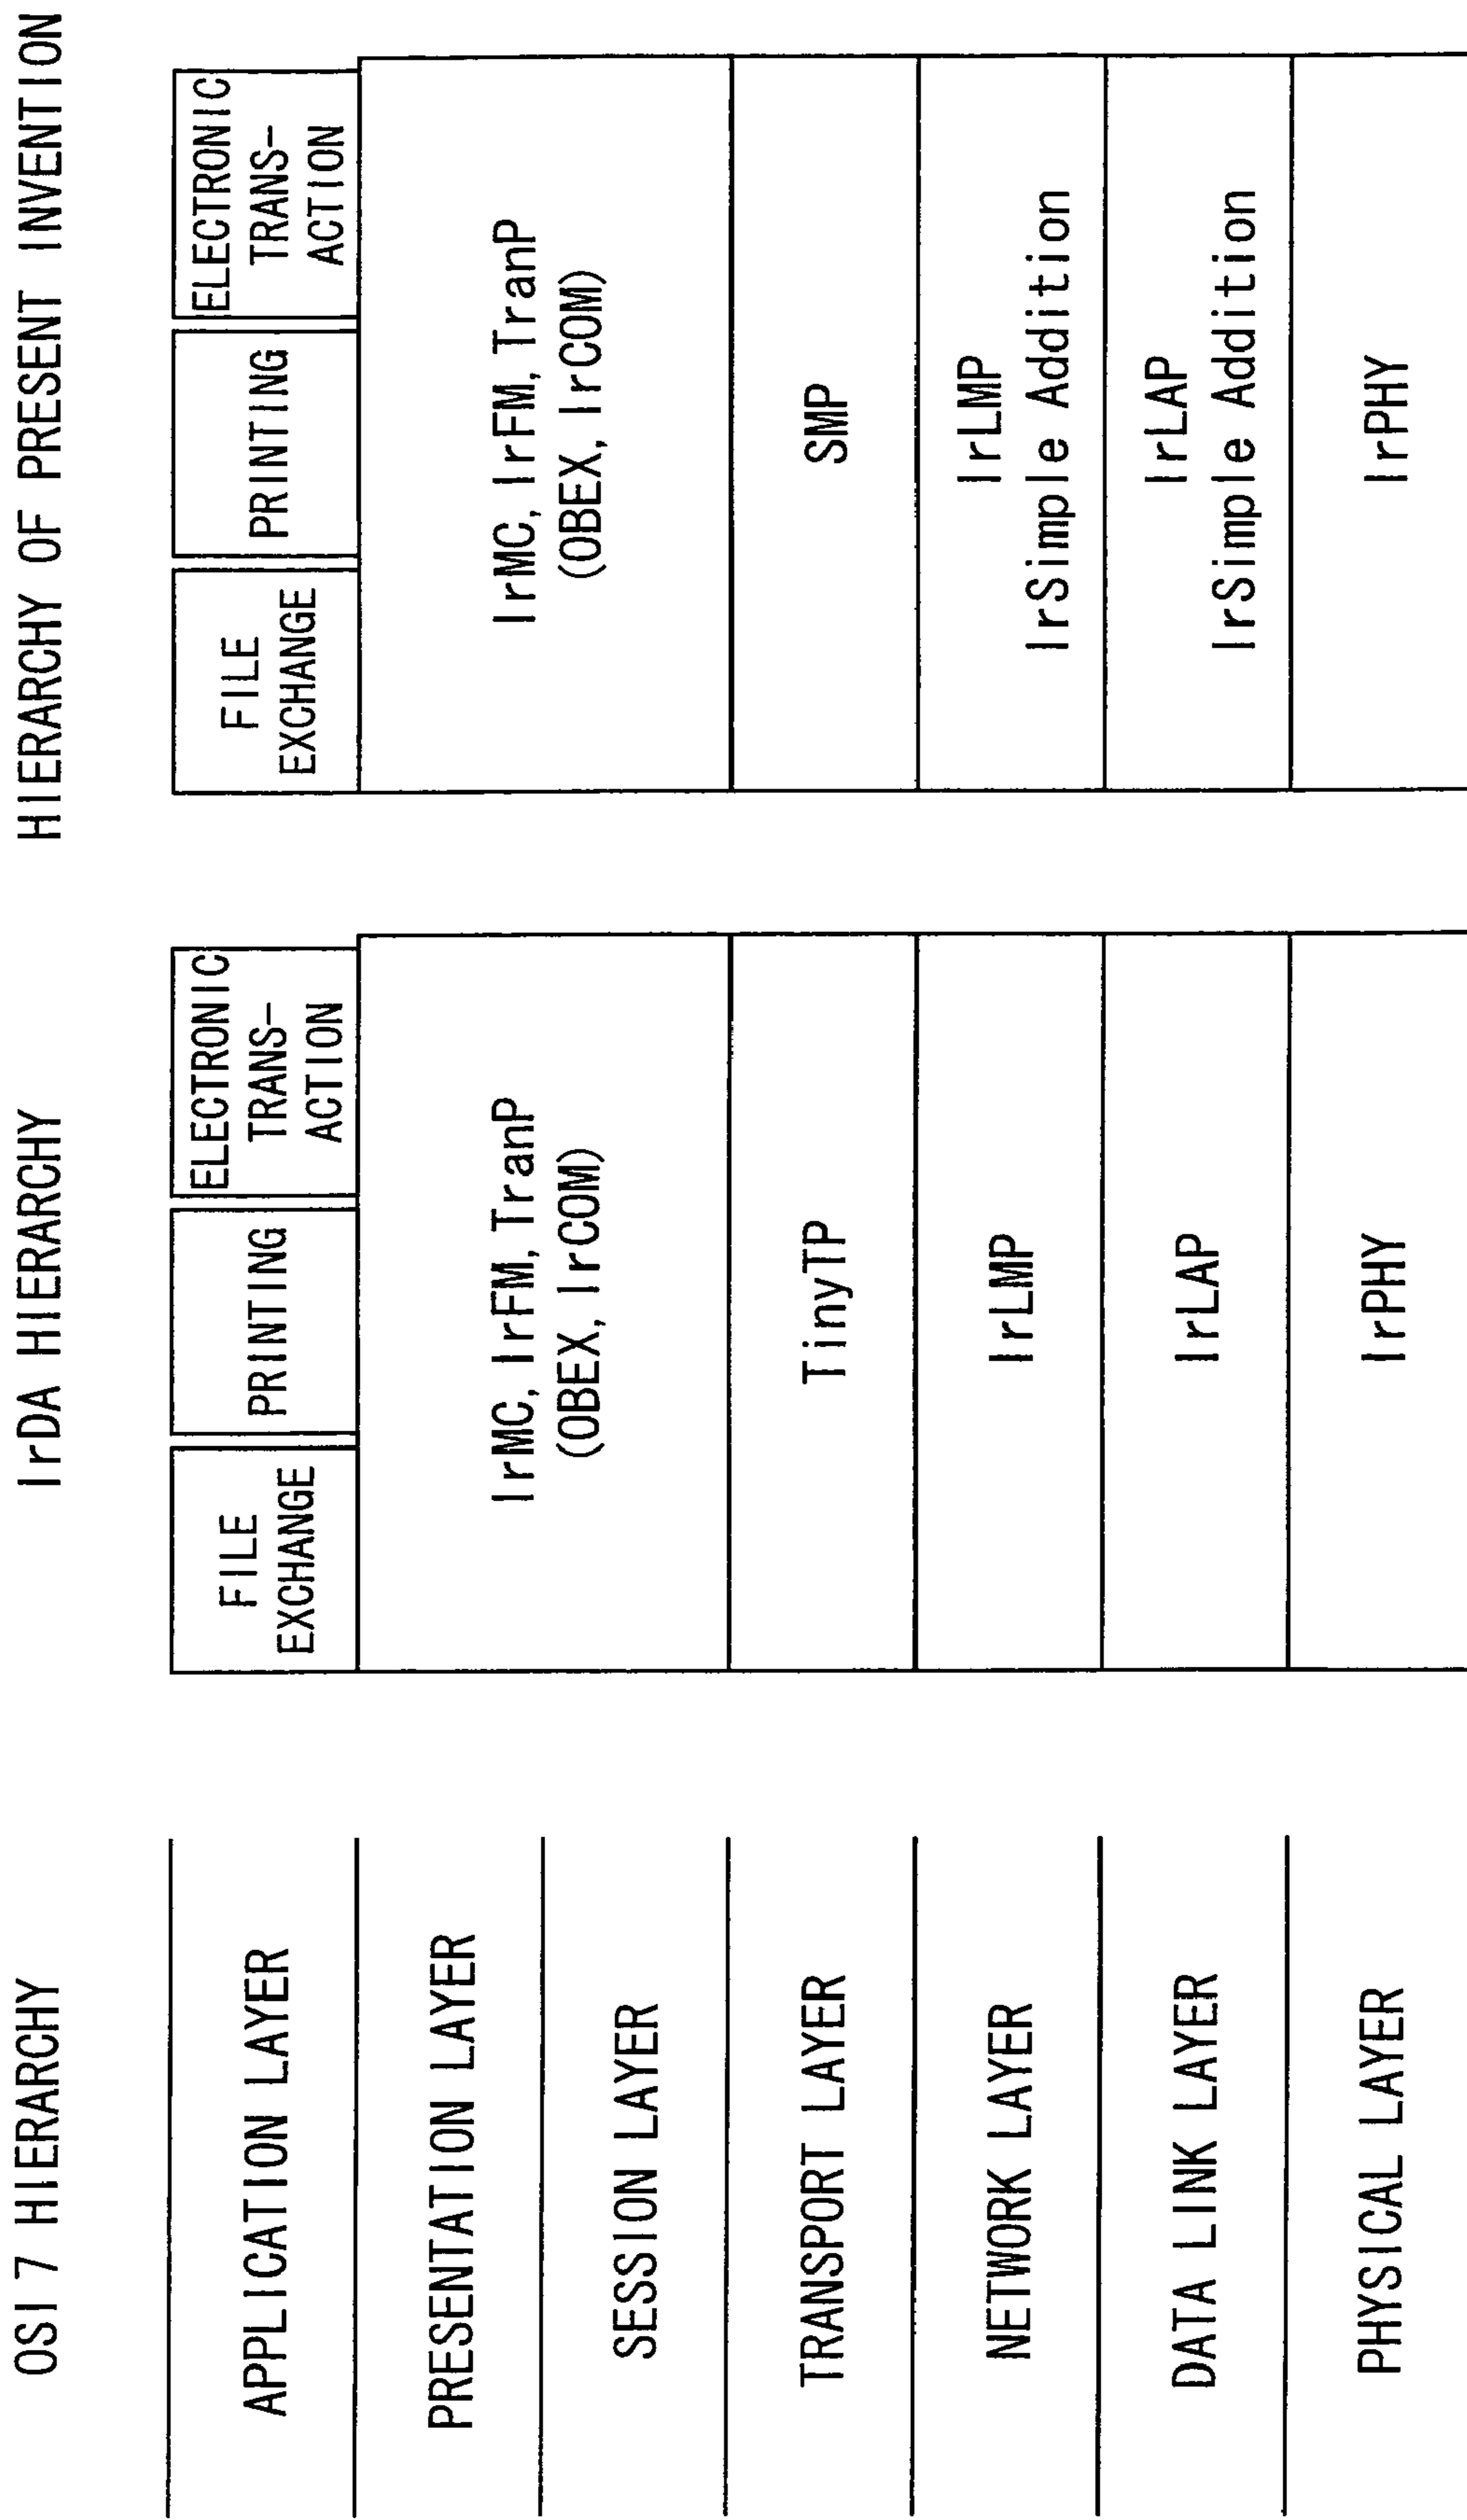 OSI 7 HIERARCHY
APPLICATION LAYER
PRESENTATION LAYER
SESSION LAYER
TRANSPORT LAYER
NETWORK LAYER
DATA LINK LAYER
PHYSICAL LAYER
IrDA HIERARCHY
FILE
EXCHANGE
PRINTING
ELECTRONIC
TRANS-
ACTION
IrMC, IrFM, TranP
(OBEX, IrCOM)
TinyTP
IrLMP
IrLAP
IrPHY
HIERARCHY OF PRESENT INVENTION
FILE
EXCHANGE
PRINTING
ELECTRONIC
TRANS-
ACTION
IrMC, IrFM, TranP
(OBEX, IrCOM)
SMP
IrLMP
IrSimple Addition
IrLAP
IrSimple Addition
IrPHY